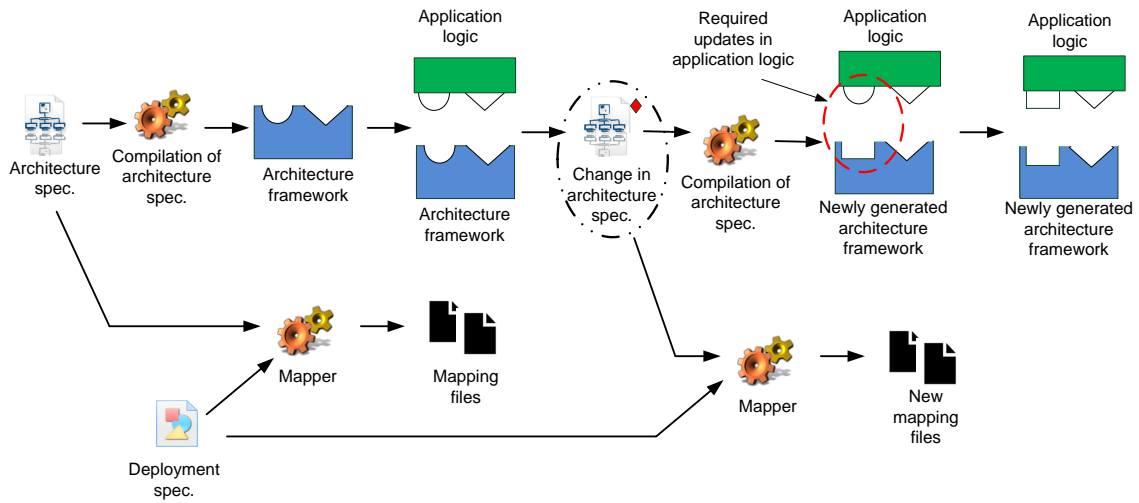 Application
logic
Required
updates in
application logic
Application
logic
Application
logic
Architecture
spec.
Compilation of
architecture
spec.
Architecture
framework
Architecture
framework
Change in
architecture
spec.
Compilation of
architecture
spec.
Newly generated
architecture
framework
Newly generated
architecture
framework
Mapper
Mapping
files
Mapper
New
mapping
files
Deployment
spec.